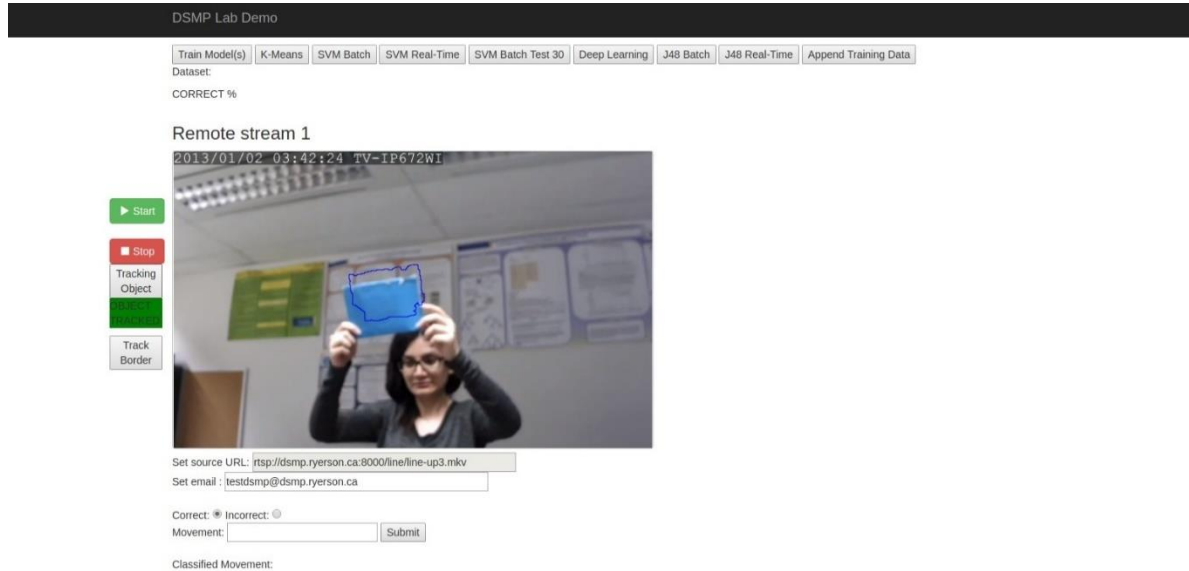 DSMP Lab Demo
Train Model(s) K-Means SVM Batch SVM Real-Time SVM Batch Test 30 Deep Learning J48 Batch J48 Real-Time Append Training Data
Dataset:
CORRECT %
Remote stream 1
2013/01/02 03:42:24 TV-IP672WI
Start
Stop
Tracking
Object
OBJECT
TRACKED
Track
Border
Set source URL: rtsp://dsmp.ryerson.ca:8000/line/line-up3.mkv
Set email : testdsmp@dsmp.ryerson.ca
Correct: Incorrect:
Movement: Submit
Classified Movement: